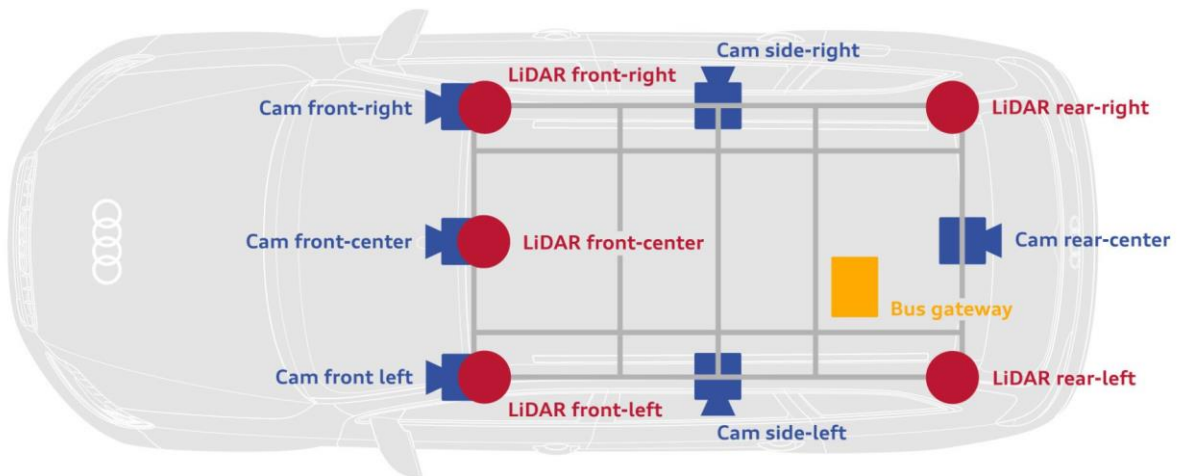 Cam side-right
LiDAR front-right
Cam front-right
LiDAR rear-right
Cam front-center
LiDAR front-center
Cam rear-center
Bus gateway
Cam front left
LiDAR rear-left
LiDAR front-left
Cam side-left